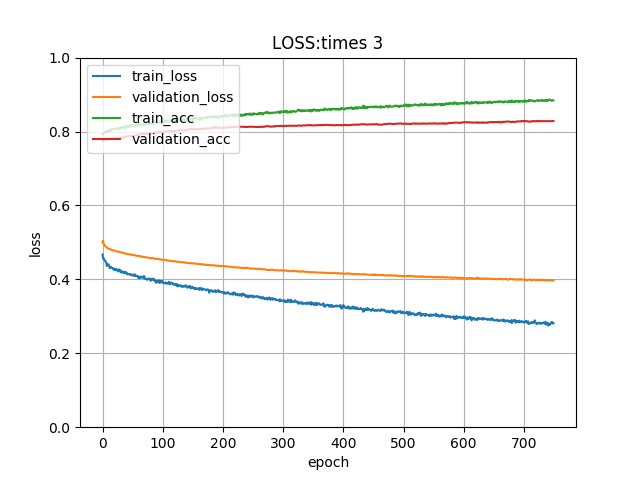 LOSS:times 3
1.0
0.8
0.6
0.4
0.2
0.0
loss
train_loss
validation_loss
train_acc
validation_acc
0 100 200 300 400 500 600 700
epoch